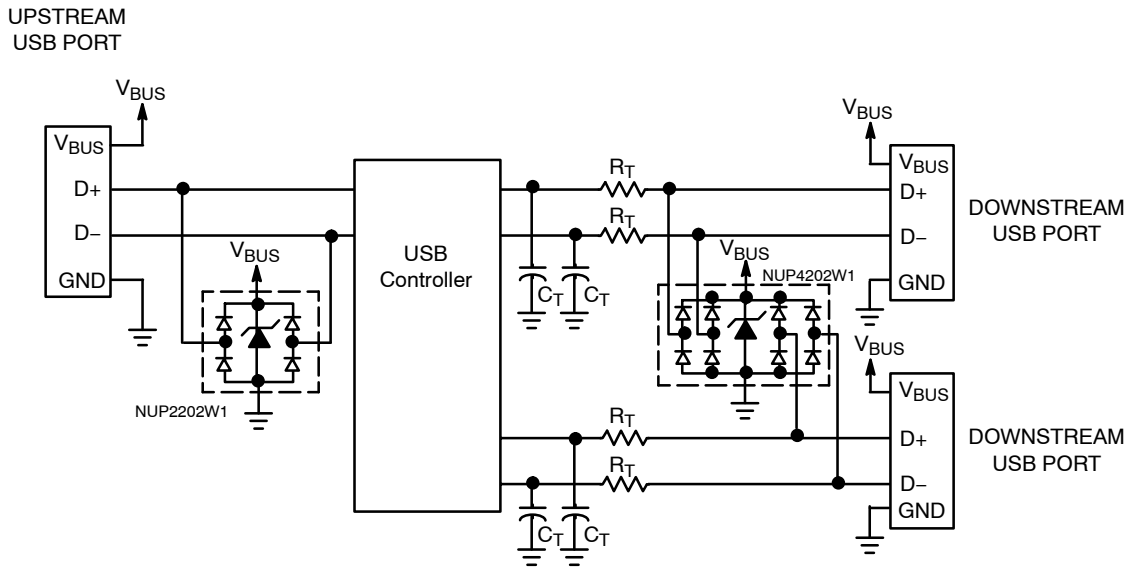 UPSTREAM
USB PORT
VBUS
VBUS
D+
D−
GND
VBUS
NUP2202W1
USB
Controller
RT
RT
CT
CT
VBUS
NUP4202W1
VBUS
VBUS
D+
D−
GND
DOWNSTREAM
USB PORT
RT
RT
CT
CT
VBUS
VBUS
D+
D−
GND
DOWNSTREAM
USB PORT